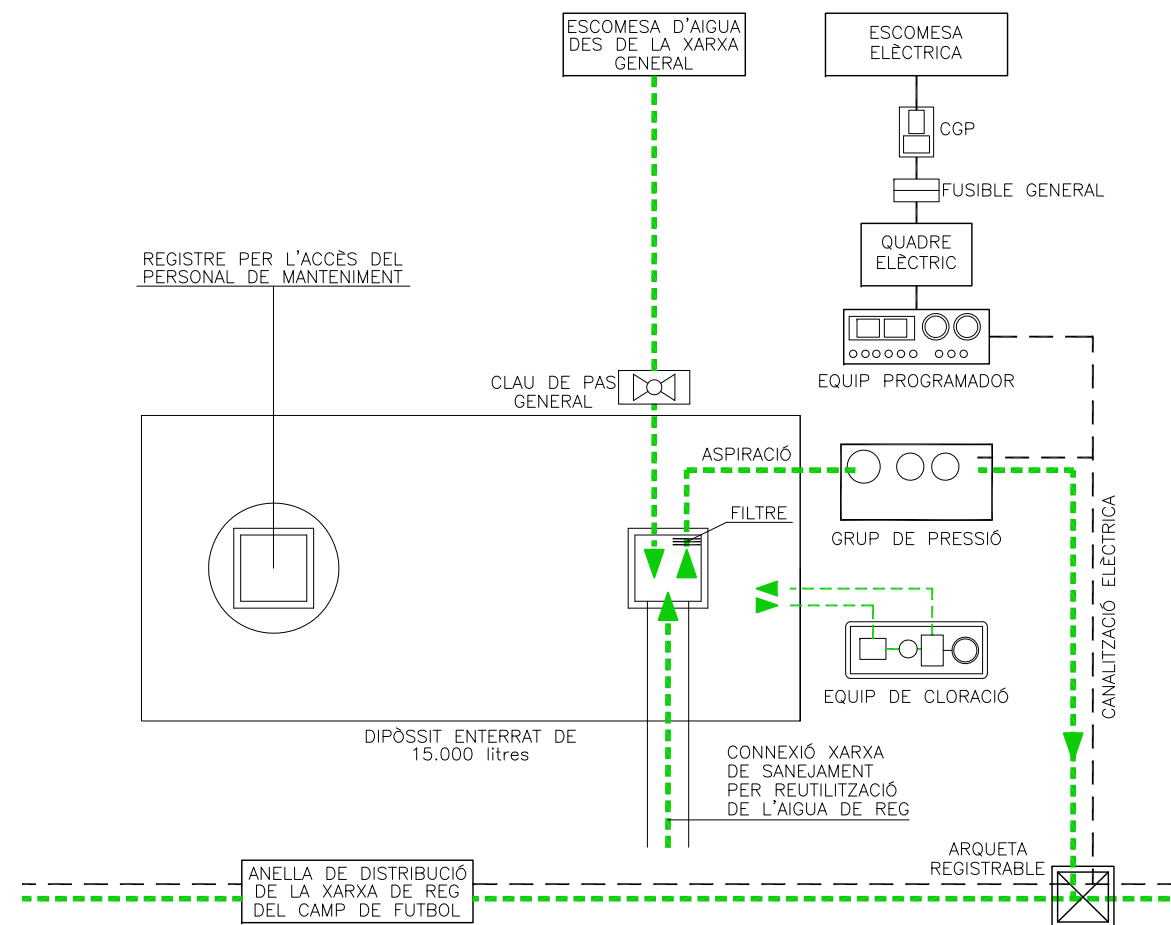 ESCOMESA D'AIGUA
DES DE LA XARXA
GENERAL
ESCOMESA
ELÈCTRICA
CGP
FUSIBLE GENERAL
QUADRE
ELÈCTRIC
REGISTRE PER L'ACCÈS DEL
PERSONAL DE MANTENIMENT
EQUIP PROGRAMADOR
CLAU DE PAS
GENERAL
ASPIRACIÓ
FILTRE
GRUP DE PRESSIÓ
CANALITZACIÓ ELÈCTRICA
EQUIP DE CLORACIÓ
DIPÒSSIT ENTERRAT DE
15.000 litres
CONNEXIÓ XARXA
DE SANEJAMENT
PER REUTILITZACIÓ
DE L'AIGUA DE REG
ARQUETA
REGISTRABLE
ANELLA DE DISTRIBUCIÓ
DE LA XARXA DE REG
DEL CAMP DE FUTBOL